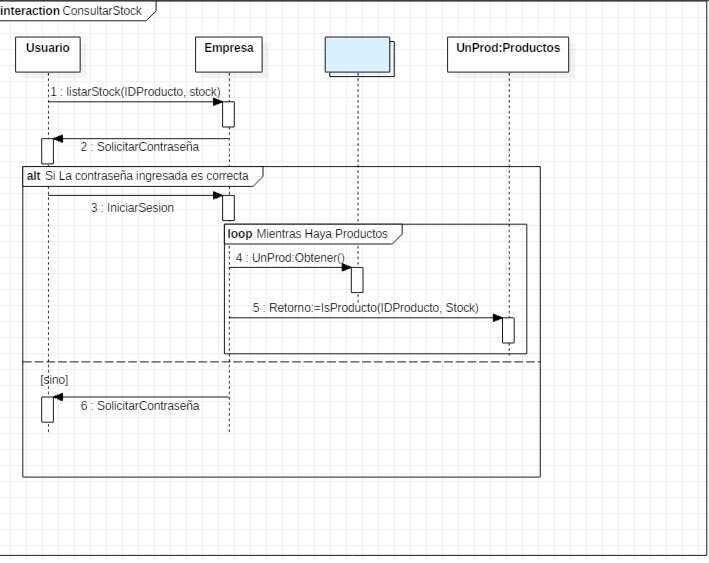 interaction ConsultarStock
Usuario
Empresa
UnProd:Productos
1 : listarStock(IDProducto, stock)
2 : SolicitarContraseña
alt Si La contraseña ingresada es correcta
3 : IniciarSesion
loop Mientras Haya Productos
4 : UnProd:Obtener()
5 : Retorno:=IsProducto(IDProducto, Stock)
[sino]
6 : SolicitarContraseña